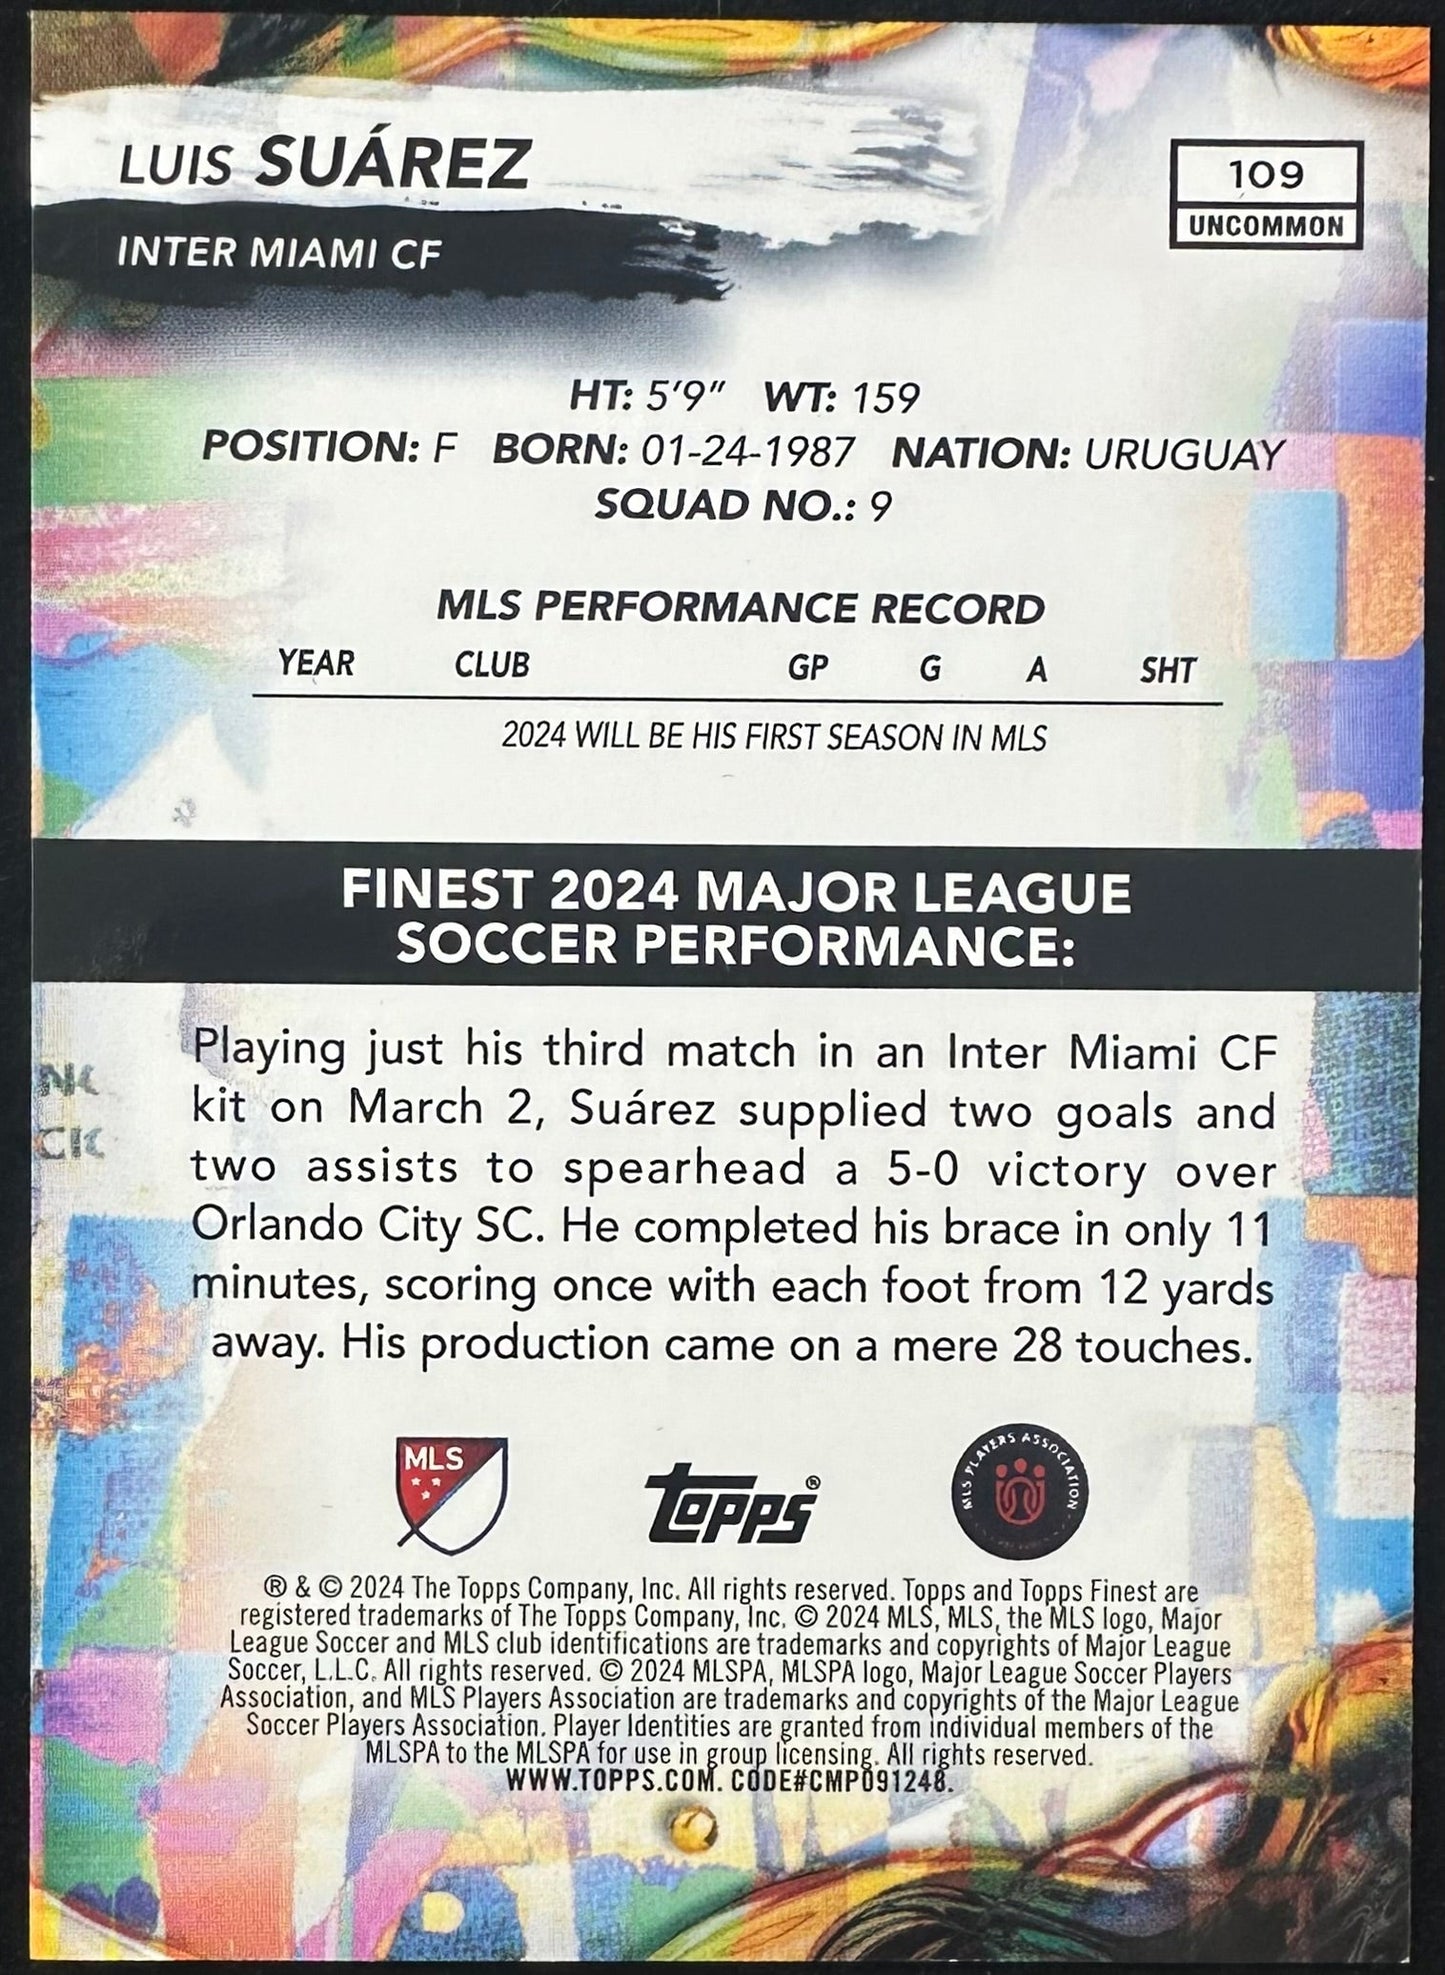 LUIS SUÁREZ
INTER MIAMI CF
109
UNCOMMON
HT: 5'9" WT: 159
POSITION: F BORN: 01-24-1987 NATION: URUGUAY
SQUAD NO.: 9
MLS PERFORMANCE RECORD
YEAR CLUB GP G A SHT
2024 WILL BE HIS FIRST SEASON IN MLS
FINEST 2024 MAJOR LEAGUE
SOCCER PERFORMANCE:
Playing just his third match in an Inter Miami CF
kit on March 2, Suárez supplied two goals and
two assists to spearhead a 5-0 victory over
Orlando City SC. He completed his brace in only 11
minutes, scoring once with each foot from 12 yards
away. His production came on a mere 28 touches.
MLS
Topps®
MLS PLAYERS ASSOCIATION
® & © 2024 The Topps Company, Inc. All rights reserved. Topps and Topps Finest are
registered trademarks of The Topps Company, Inc. © 2024 MLS, MLS, the MLS logo, Major
League Soccer and MLS club identifications are trademarks and copyrights of Major League
Soccer, L.L.C. All rights reserved. © 2024 MLSPA, MLSPA logo, Major League Soccer Players
Association, and MLS Players Association are trademarks and copyrights of the Major League
Soccer Players Association. Player Identities are granted from individual members of the
MLSPA to the MLSPA for use in group licensing. All rights reserved.
WWW.TOPPS.COM. CODE#CMP091248.